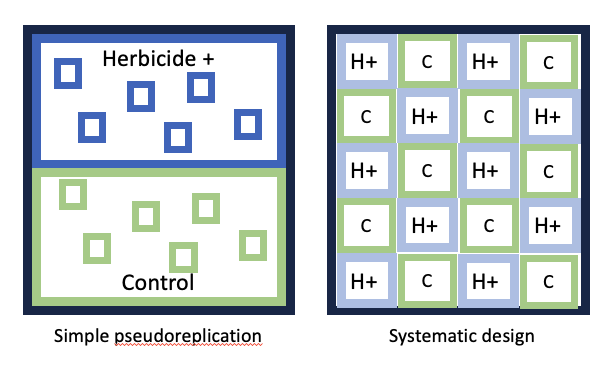 Herbicide +
Control
Simple pseudoreplication
H+ C H+ C
C H+ C H+
H+ C H+ C
C H+ C H+
H+ C H+ C
Systematic design